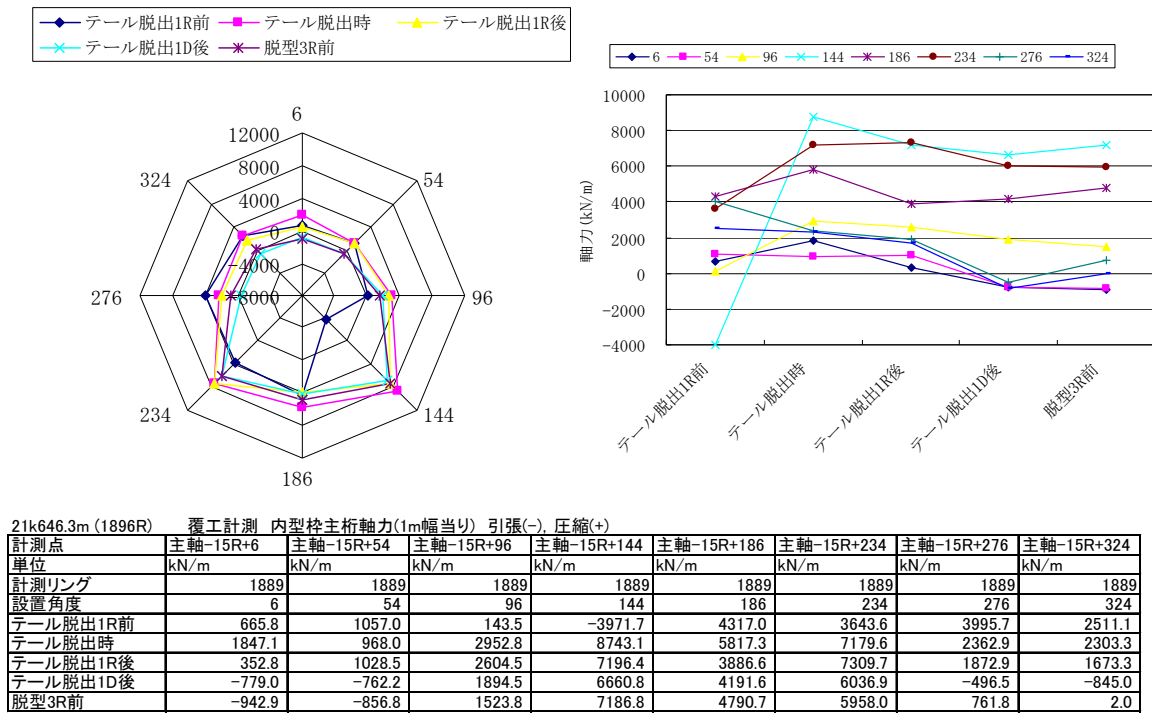 テール脱出1R前 テール脱出時 テール脱出1R後
テール脱出1D後 脱型3R前
6
54
96
144
186
234
276
324
12000
8000
4000
0
-4000
-8000
6 54 96 144 186 234 276 324
軸力(kN/m)
10000
8000
6000
4000
2000
0
-2000
-4000
テール脱出1R前
テール脱出時
テール脱出1R後
テール脱出1D後
脱型3R前
21k646.3m (1896R) 覆工計測 内型枠主桁軸力(1m幅当り) 引張(-), 圧縮(+)
計測点 主軸-15R+6 主軸-15R+54 主軸-15R+96 主軸-15R+144 主軸-15R+186 主軸-15R+234 主軸-15R+276 主軸-15R+324
単位 kN/m kN/m kN/m kN/m kN/m kN/m kN/m kN/m
計測リング 1889 1889 1889 1889 1889 1889 1889 1889
設置角度 6 54 96 144 186 234 276 324
テール脱出1R前 665.8 1057.0 143.5 -3971.7 4317.0 3643.6 3995.7 2511.1
テール脱出時 1847.1 968.0 2952.8 8743.1 5817.3 7179.6 2362.9 2303.3
テール脱出1R後 352.8 1028.5 2604.5 7196.4 3886.6 7309.7 1872.9 1673.3
テール脱出1D後 -779.0 -762.2 1894.5 6660.8 4191.6 6036.9 -496.5 -845.0
脱型3R前 -942.9 -856.8 1523.8 7186.8 4790.7 5958.0 761.8 2.0